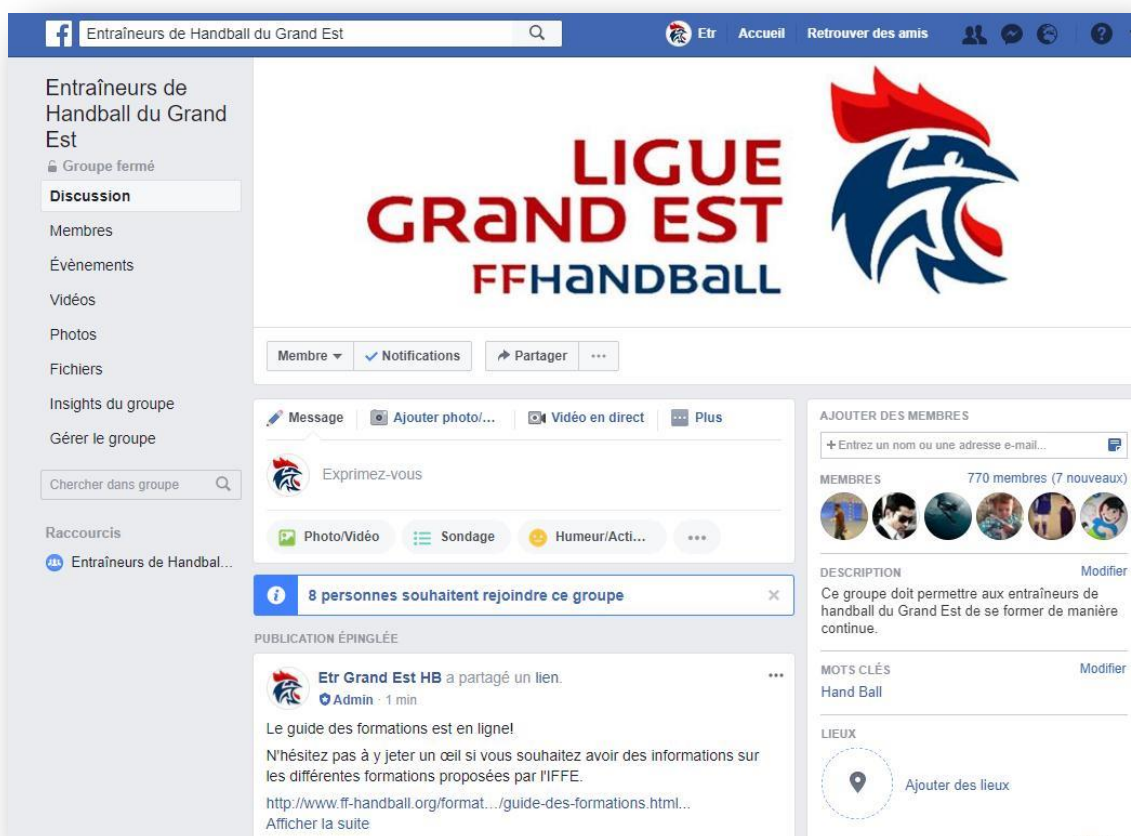 Entraîneurs de Handball du Grand Est
Etr
Accueil
Retrouver des amis
Entraîneurs de
Handball du Grand
Est
Groupe fermé
Discussion
Membres
Évènements
Vidéos
Photos
Fichiers
Insights du groupe
Gérer le groupe
Chercher dans groupe
Raccourcis
Entraîneurs de Handbal...
LIGUE
GRAND EST
FFHANDBALL
Membre
Notifications
Partager
Message
Ajouter photo/...
Vidéo en direct
Plus
Exprimez-vous
Photo/Vidéo
Sondage
Humeur/Acti...
8 personnes souhaitent rejoindre ce groupe
PUBLICATION ÉPINGLÉE
Etr Grand Est HB a partagé un lien.
Admin · 1 min
Le guide des formations est en ligne!
N'hésitez pas à y jeter un œil si vous souhaitez avoir des informations sur
les différentes formations proposées par l'IFFE.
http://www.ff-handball.org/format.../guide-des-formations.html...
Afficher la suite
AJOUTER DES MEMBRES
+ Entrez un nom ou une adresse e-mail...
MEMBRES
770 membres (7 nouveaux)
DESCRIPTION
Modifier
Ce groupe doit permettre aux entraîneurs de
handball du Grand Est de se former de manière
continue.
MOTS CLÉS
Modifier
Hand Ball
LIEUX
Ajouter des lieux